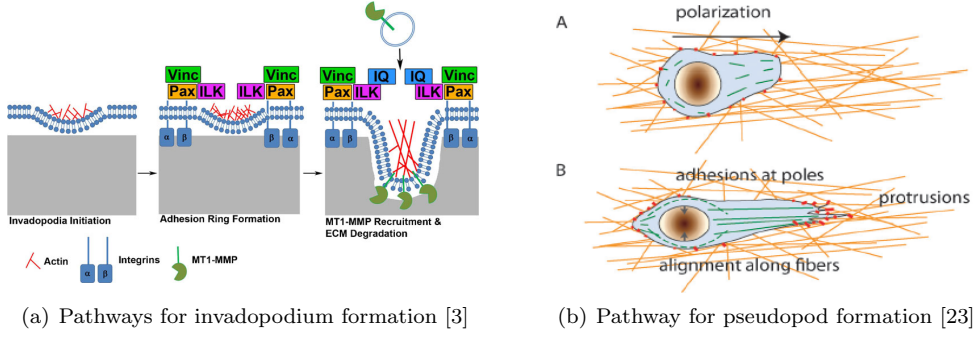 Vinc
Pax
ILK
ILK
Vinc
Pax
α
β
α
β
Vinc
Pax
ILK
IQ
IQ
ILK
Vinc
Pax
α
β
α
β
Invadopodia Initiation
Adhesion Ring Formation
MT1-MMP Recruitment &
ECM Degradation
Actin
α
β
Integrins
MT1-MMP
(a) Pathways for invadopodium formation [3]
A
polarization
B
adhesions at poles
protrusions
alignment along fibers
(b) Pathway for pseudopod formation [23]